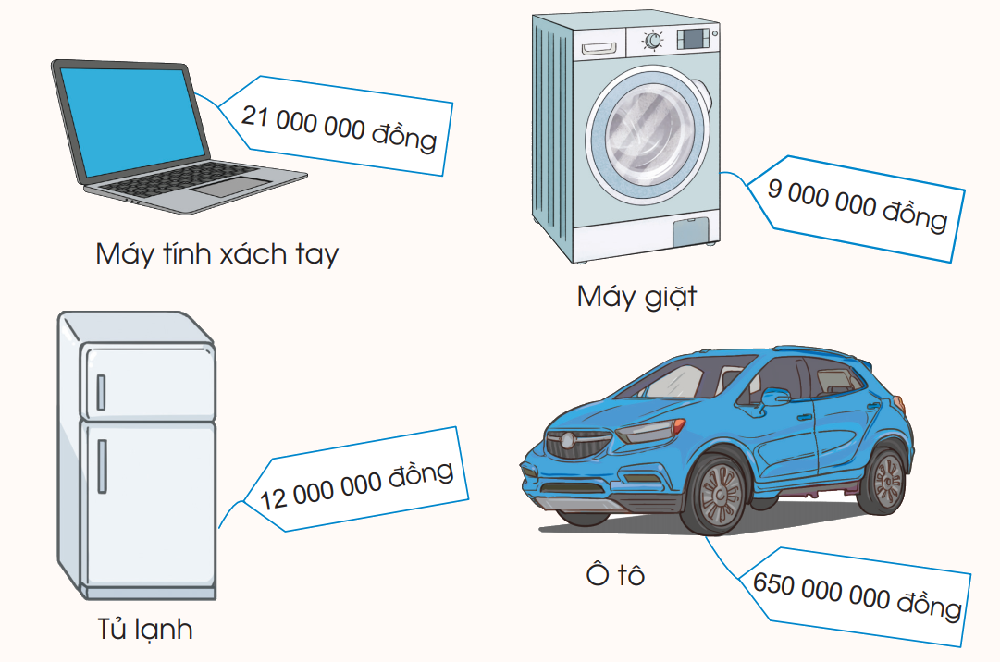 21 000 000 đồng
Máy tính xách tay
9 000 000 đồng
Máy giặt
12 000 000 đồng
Tủ lạnh
650 000 000 đồng
Ô tô